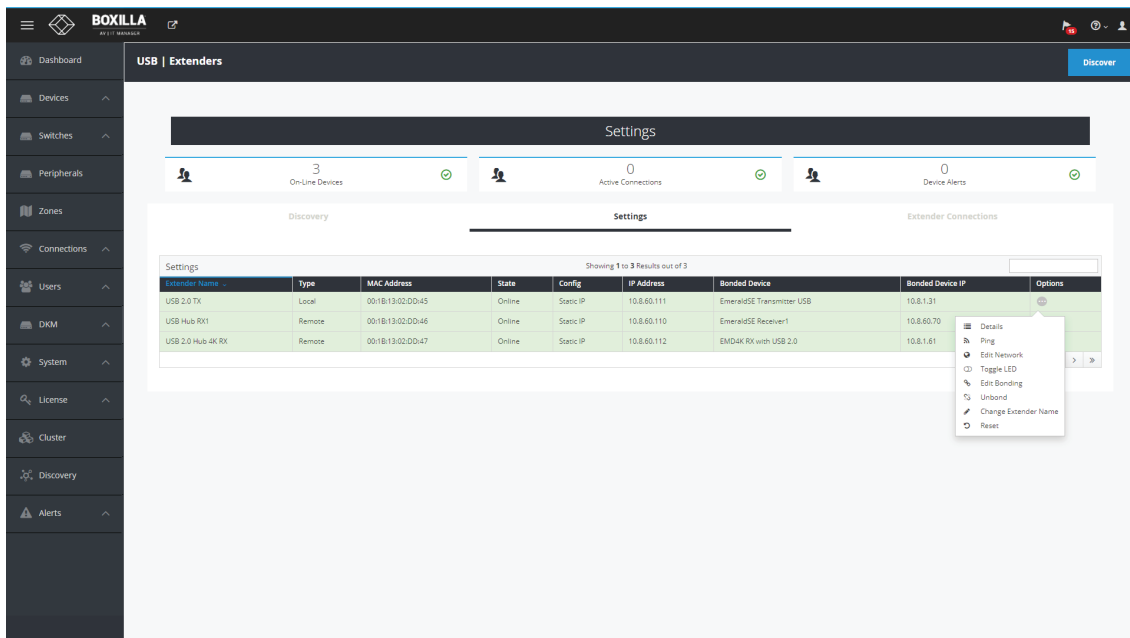 BOXILLA
AV | IT MANAGER
15
Dashboard
Devices
Switches
Peripherals
Zones
Connections
Users
DKM
System
License
Cluster
Discovery
Alerts
USB | Extenders
Discover
Settings
3
On-Line Devices
0
Active Connections
0
Device Alerts
Discovery
Settings
Extender Connections
Settings
Showing 1 to 3 Results out of 3
Extender Name Type MAC Address State Config IP Address Bonded Device Bonded Device IP Options
USB 2.0 TX Local 00:1B:13:02:DD:45 Online Static IP 10.8.60.111 EmeraldSE Transmitter USB 10.8.1.31
USB Hub RX1 Remote 00:1B:13:02:DD:46 Online Static IP 10.8.60.110 EmeraldSE Receiver1 10.8.60.70
USB 2.0 Hub 4K RX Remote 00:1B:13:02:DD:47 Online Static IP 10.8.60.112 EMD4K RX with USB 2.0 10.8.1.61
Details
Ping
Edit Network
Toggle LED
Edit Bonding
Unbond
Change Extender Name
Reset